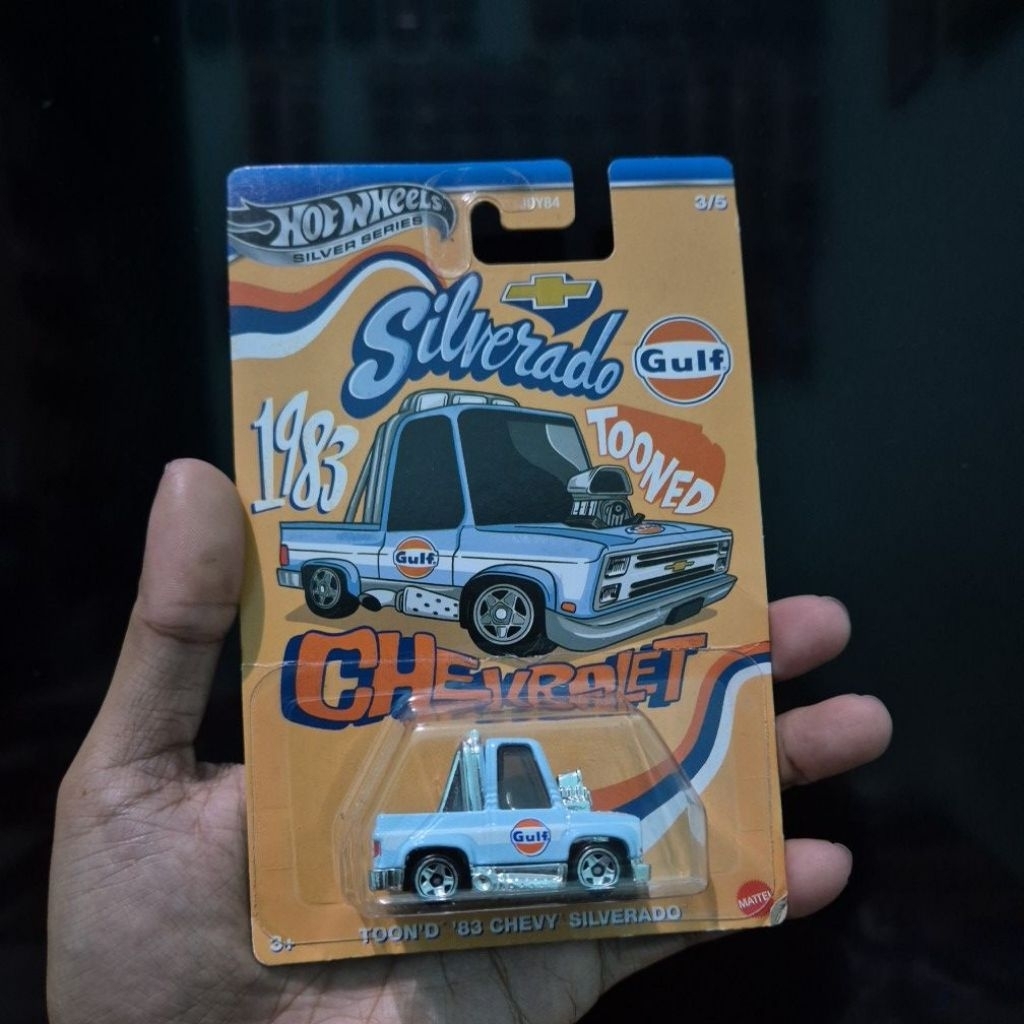 HOT WHEELS
SILVER SERIES
JDY84
3/5
Silverado
Gulf
1983
TOONED
Gulf
CHEVROLET
Gulf
MATTEL
TOON'D '83 CHEVY SILVERADO
3+